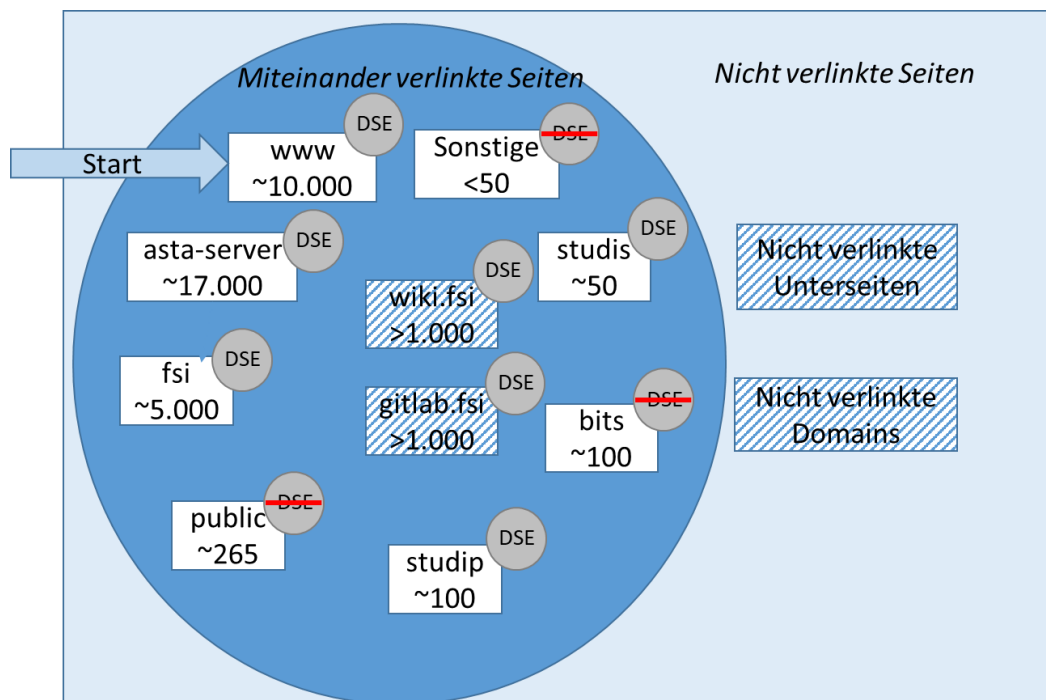 Miteinander verlinkte Seiten
Nicht verlinkte Seiten
Start
www
~10.000
DSE
Sonstige
<50
DSE
asta-server
~17.000
DSE
wiki.fsi
>1.000
DSE
studis
~50
DSE
Nicht verlinkte
Unterseiten
fsi
~5.000
DSE
gitlab.fsi
>1.000
DSE
bits
~100
DSE
Nicht verlinkte
Domains
public
~265
DSE
studip
~100
DSE